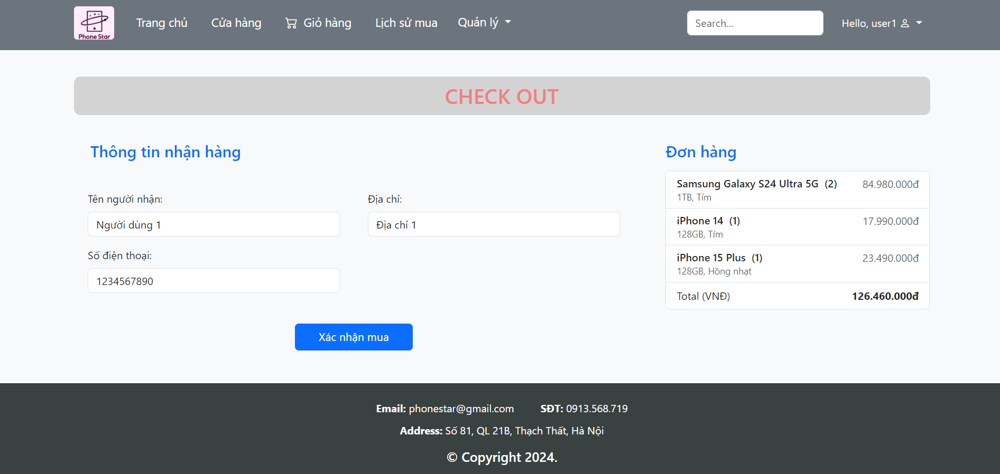 Phone Star
Trang chủ
Cửa hàng
Giỏ hàng
Lịch sử mua
Quản lý
Search...
Hello, user1
CHECK OUT
Thông tin nhận hàng
Tên người nhận:
Người dùng 1
Địa chỉ:
Địa chỉ 1
Số điện thoại:
1234567890
Xác nhận mua
Đơn hàng
Samsung Galaxy S24 Ultra 5G (2) 84.980.000đ
1TB, Tím
iPhone 14 (1) 17.990.000đ
128GB, Tím
iPhone 15 Plus (1) 23.490.000đ
128GB, Hồng nhạt
Total (VNĐ) 126.460.000đ
Email: phonestar@gmail.com SĐT: 0913.568.719
Address: Số 81, QL 21B, Thạch Thất, Hà Nội
© Copyright 2024.